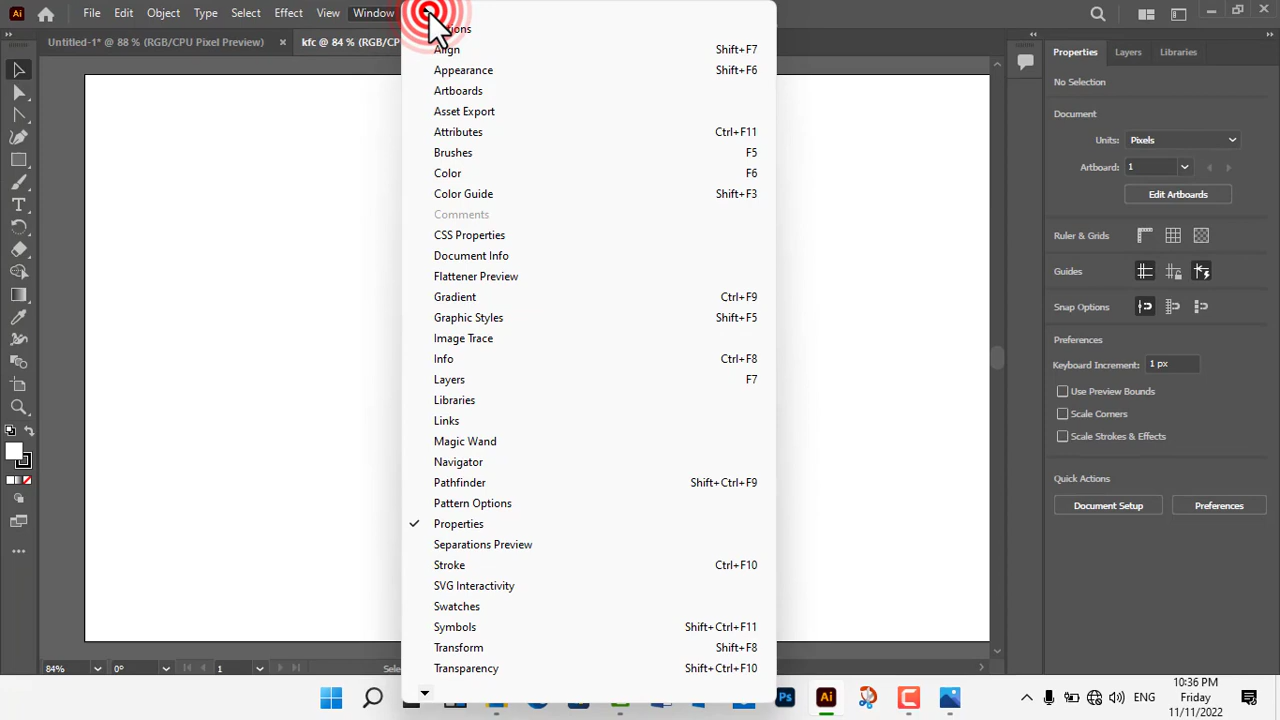 File Edit Object Type Select Effect View Window
Untitled-1* @ 88 % (RGB/CPU Pixel Preview) ×
kfc @ 84 % (RGB/CP
Align Shift+F7
Appearance Shift+F6
Artboards
Asset Export
Attributes Ctrl+F11
Brushes F5
Color F6
Color Guide Shift+F3
Comments
CSS Properties
Document Info
Flattener Preview
Gradient Ctrl+F9
Graphic Styles Shift+F5
Image Trace
Info Ctrl+F8
Layers F7
Libraries
Links
Magic Wand
Navigator
Pathfinder Shift+Ctrl+F9
Pattern Options
Properties
Separations Preview
Stroke Ctrl+F10
SVG Interactivity
Swatches
Symbols Shift+Ctrl+F11
Transform Shift+F8
Transparency Shift+Ctrl+F10
Properties Layers Libraries
No Selection
Document
Units: Pixels
Artboard: 1
Edit Artboards
Ruler & Grids
Guides
Snap Options
Preferences
Keyboard Increment: 1 px
Use Preview Bounds
Scale Corners
Scale Strokes & Effects
Quick Actions
Document Setup Preferences
84% 0° 1 Sele
Ai
Ps Ai
ENG
10:36 PM
Friday
11/11/2022